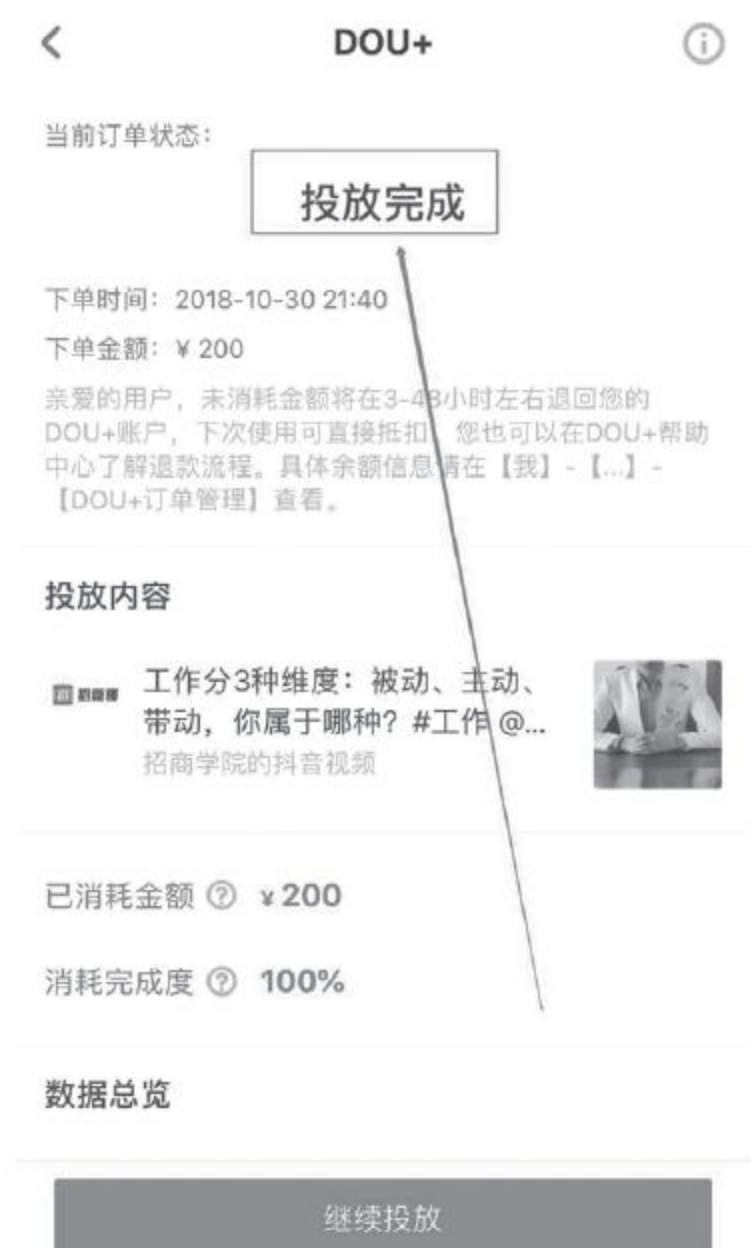 DOU+
当前订单状态：
投放完成
下单时间：2018-10-30 21:40
下单金额：¥ 200
亲爱的用户，未消耗金额将在3-48小时左右退回您的
DOU+账户，下次使用可直接抵扣，您也可以在DOU+帮助
中心了解退款流程。具体余额信息请在【我】-【...】-
【DOU+订单管理】查看。
投放内容
工作分3种维度：被动、主动、
带动，你属于哪种？#工作 @...
招商学院的抖音视频
已消耗金额 ? ¥ 200
消耗完成度 ? 100%
数据总览
继续投放